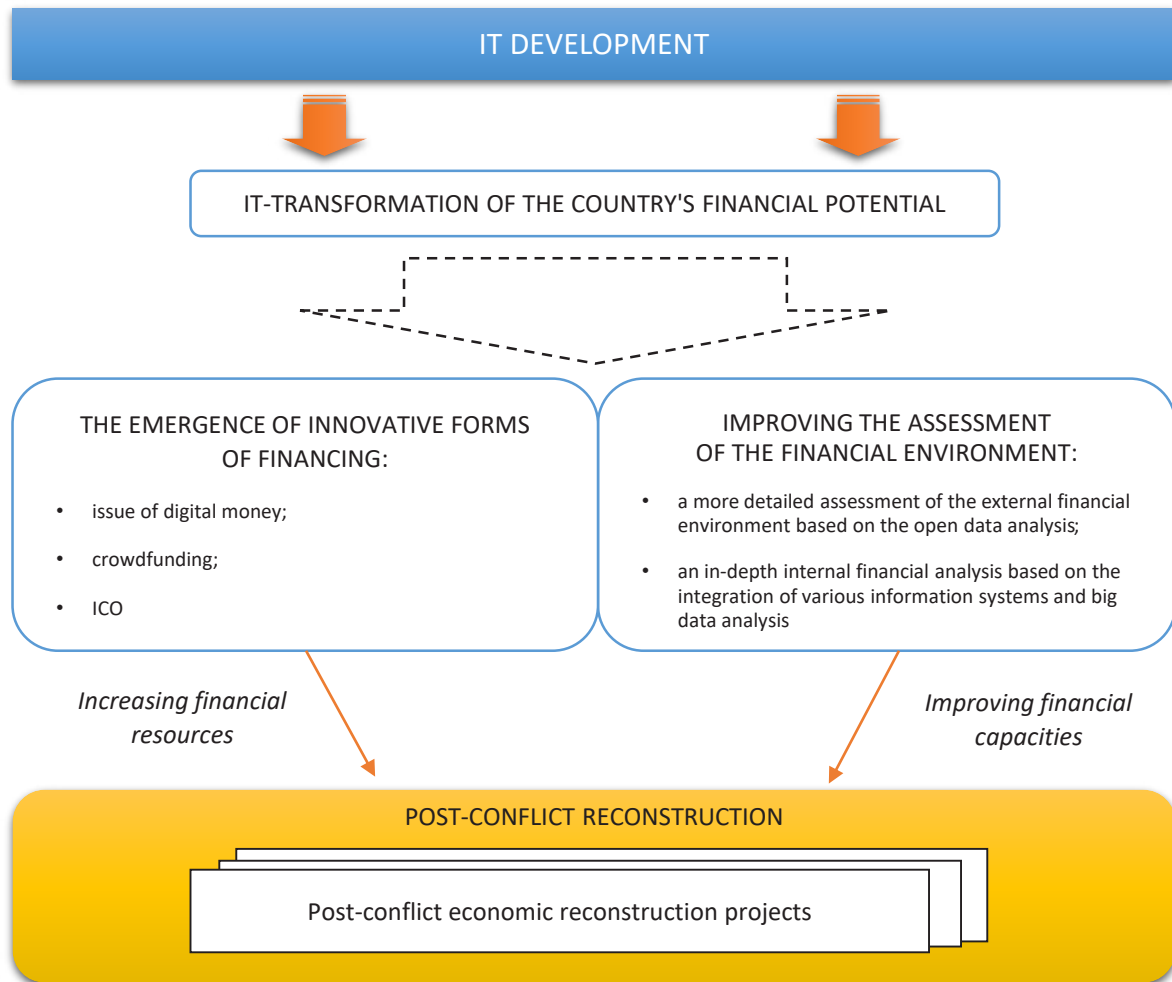 IT DEVELOPMENT
IT-TRANSFORMATION OF THE COUNTRY'S FINANCIAL POTENTIAL
THE EMERGENCE OF INNOVATIVE FORMS
OF FINANCING:
• issue of digital money;
• crowdfunding;
• ICO
IMPROVING THE ASSESSMENT
OF THE FINANCIAL ENVIRONMENT:
• a more detailed assessment of the external financial
environment based on the open data analysis;
• an in-depth internal financial analysis based on the
integration of various information systems and big
data analysis
Increasing financial
resources
Improving financial
capacities
POST-CONFLICT RECONSTRUCTION
Post-conflict economic reconstruction projects